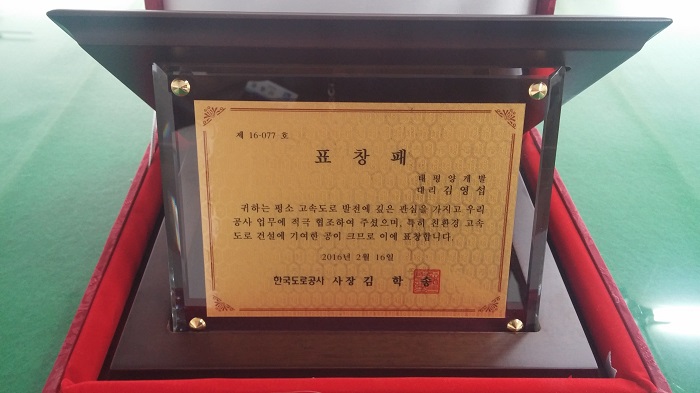 제 16-077 호
표 창 패
태평양개발
대리 김영섭
귀하는 평소 고속도로 발전에 깊은 관심을 가지고 우리
공사 업무에 적극 협조하여 주셨으며, 특히 친환경 고속
도로 건설에 기여한 공이 크므로 이에 표창합니다.
2016년 2월 16일
한국도로공사 사장 김 학 송